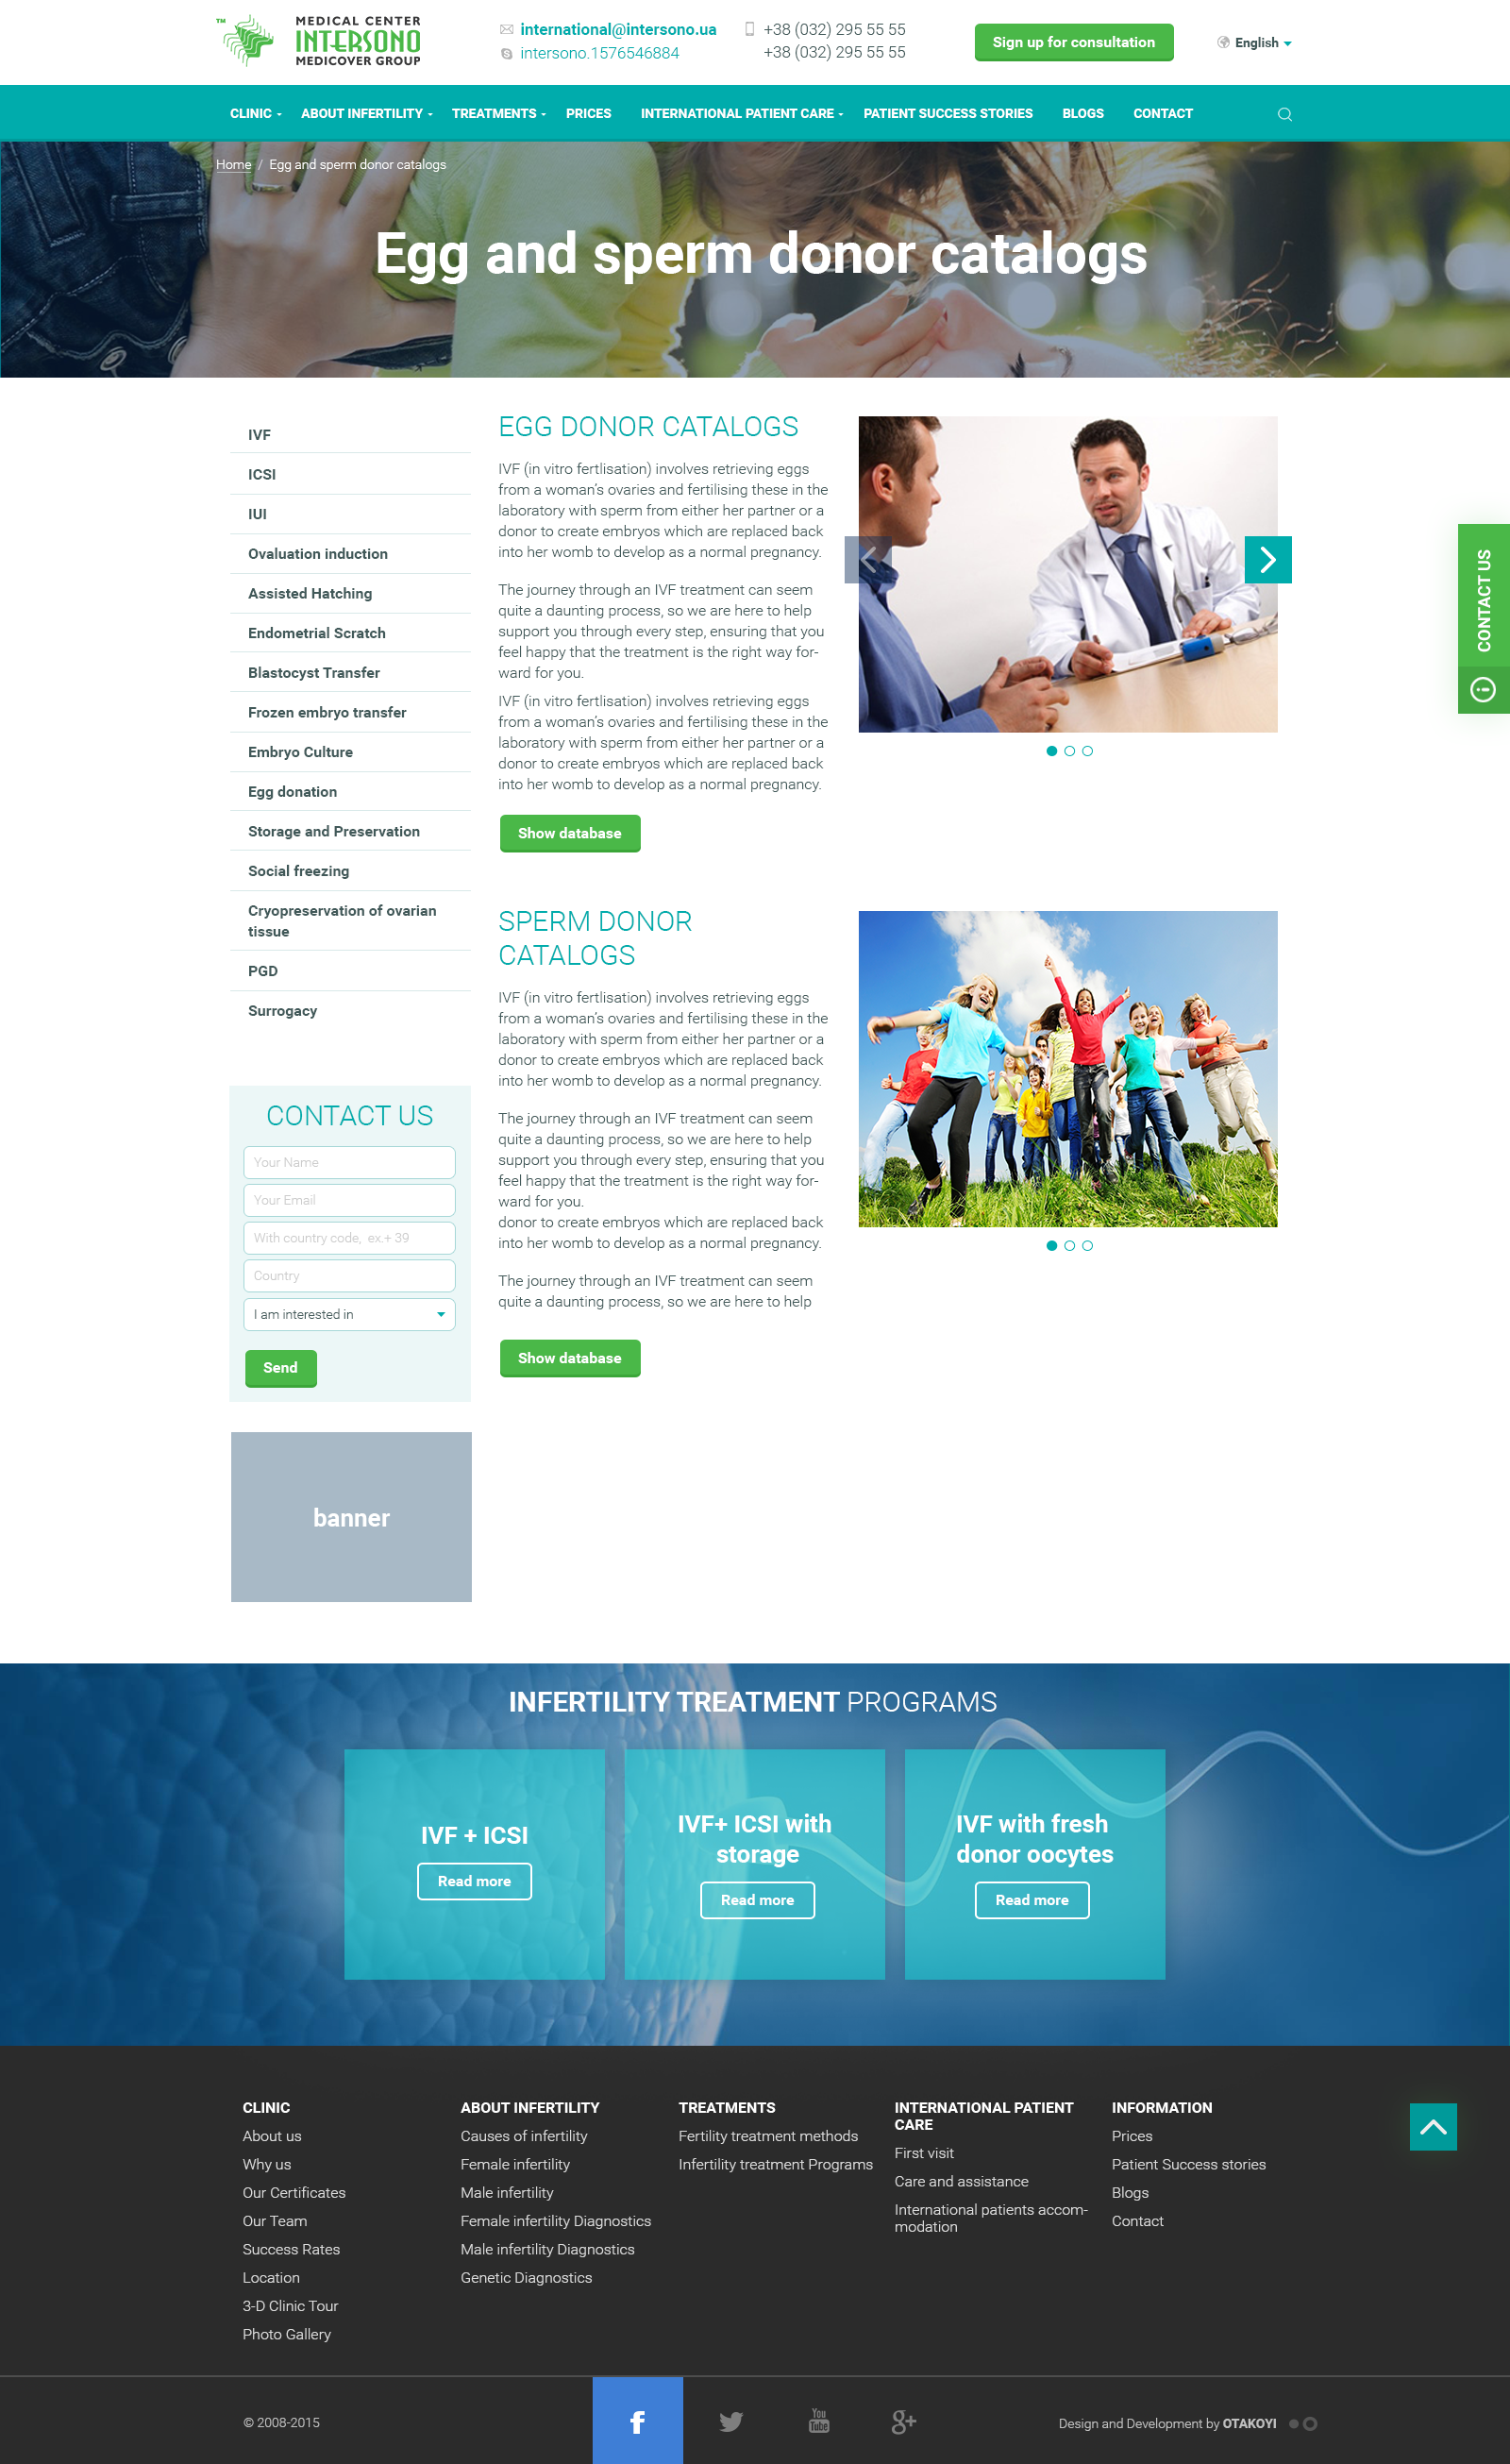 TM
MEDICAL CENTER
INTERSONO
MEDICOVER GROUP
international@intersono.ua
intersono.1576546884
+38 (032) 295 55 55
+38 (032) 295 55 55
Sign up for consultation
English
CLINIC
ABOUT INFERTILITY
TREATMENTS
PRICES
INTERNATIONAL PATIENT CARE
PATIENT SUCCESS STORIES
BLOGS
CONTACT
Home / Egg and sperm donor catalogs
Egg and sperm donor catalogs
IVF
ICSI
IUI
Ovaluation induction
Assisted Hatching
Endometrial Scratch
Blastocyst Transfer
Frozen embryo transfer
Embryo Culture
Egg donation
Storage and Preservation
Social freezing
Cryopreservation of ovarian
tissue
PGD
Surrogacy
CONTACT US
Your Name
Your Email
With country code, ex.+ 39
Country
I am interested in
Send
banner
EGG DONOR CATALOGS
IVF (in vitro fertlisation) involves retrieving eggs
from a woman's ovaries and fertilising these in the
laboratory with sperm from either her partner or a
donor to create embryos which are replaced back
into her womb to develop as a normal pregnancy.
The journey through an IVF treatment can seem
quite a daunting process, so we are here to help
support you through every step, ensuring that you
feel happy that the treatment is the right way for-
ward for you.
IVF (in vitro fertlisation) involves retrieving eggs
from a woman's ovaries and fertilising these in the
laboratory with sperm from either her partner or a
donor to create embryos which are replaced back
into her womb to develop as a normal pregnancy.
Show database
SPERM DONOR
CATALOGS
IVF (in vitro fertlisation) involves retrieving eggs
from a woman's ovaries and fertilising these in the
laboratory with sperm from either her partner or a
donor to create embryos which are replaced back
into her womb to develop as a normal pregnancy.
The journey through an IVF treatment can seem
quite a daunting process, so we are here to help
support you through every step, ensuring that you
feel happy that the treatment is the right way for-
ward for you.
donor to create embryos which are replaced back
into her womb to develop as a normal pregnancy.
The journey through an IVF treatment can seem
quite a daunting process, so we are here to help
Show database
CONTACT US
INFERTILITY TREATMENT PROGRAMS
IVF + ICSI
Read more
IVF+ ICSI with
storage
Read more
IVF with fresh
donor oocytes
Read more
CLINIC
About us
Why us
Our Certificates
Our Team
Success Rates
Location
3-D Clinic Tour
Photo Gallery
ABOUT INFERTILITY
Causes of infertility
Female infertility
Male infertility
Female infertility Diagnostics
Male infertility Diagnostics
Genetic Diagnostics
TREATMENTS
Fertility treatment methods
Infertility treatment Programs
INTERNATIONAL PATIENT
CARE
First visit
Care and assistance
International patients accom-
modation
INFORMATION
Prices
Patient Success stories
Blogs
Contact
© 2008-2015
f
You
Tube
g+
Design and Development by OTAKOYI